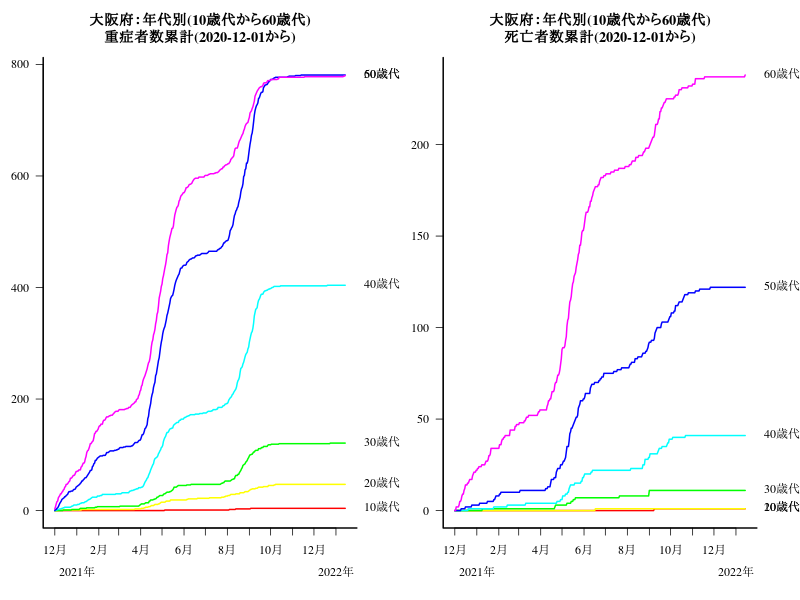 大阪府：年代別(10歳代から60歳代)
重症者数累計(2020-12-01から)
800
600
400
200
0
12月 2月 4月 6月 8月 10月 12月
2021年 2022年
40歳代
30歳代
20歳代
10歳代
大阪府：年代別(10歳代から60歳代)
死亡者数累計(2020-12-01から)
200
150
100
50
0
12月 2月 4月 6月 8月 10月 12月
2021年 2022年
60歳代
50歳代
40歳代
30歳代